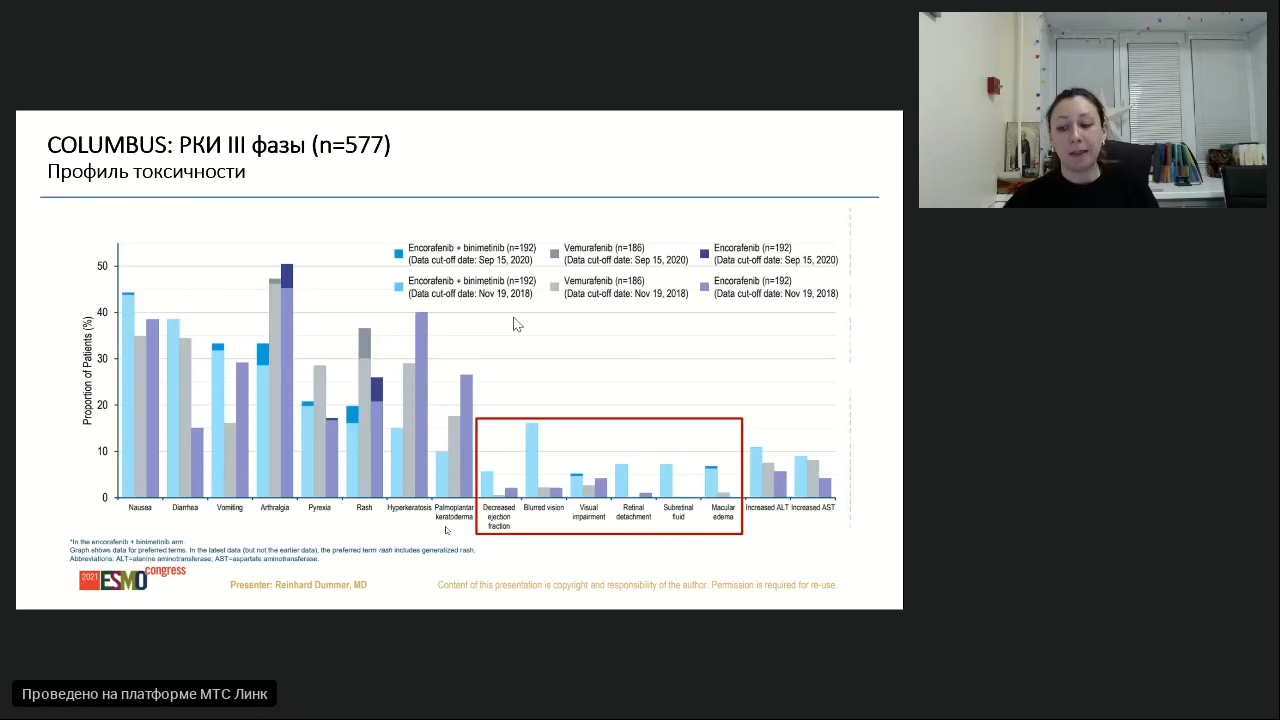 COLUMBUS: РКИ III фазы (n=577)
Профиль токсичности
Encorafenib + binimetinib (n=192)
(Data cut-off date: Sep 15, 2020)
Vemurafenib (n=186)
(Data cut-off date: Sep 15, 2020)
Encorafenib (n=192)
(Data cut-off date: Sep 15, 2020)
Encorafenib + binimetinib (n=192)
(Data cut-off date: Nov 19, 2018)
Vemurafenib (n=186)
(Data cut-off date: Nov 19, 2018)
Encorafenib (n=192)
(Data cut-off date: Nov 19, 2018)
Proportion of Patients (%)
50
40
30
20
10
0
Nausea
Diarrhea
Vomiting
Arthralgia
Pyrexia
Rash
Hyperkeratosis
Palmoplantar
keratoderma
Decreased
ejection
fraction
Blurred vision
Visual
impairment
Retinal
detachment
Subretinal
fluid
Macular
edema
Increased ALT
Increased AST
*In the encorafenib + binimetinib arm.
Graph shows data for preferred terms. In the latest data (but not the earlier data), the preferred term rash includes generalized rash.
Abbreviations: ALT=alanine aminotransferase; AST=aspartate aminotransferase.
2021 ESMO congress
Presenter: Reinhard Dummer, MD
Content of this presentation is copyright and responsibility of the author. Permission is required for re-use.
Проведено на платформе МТС Линк